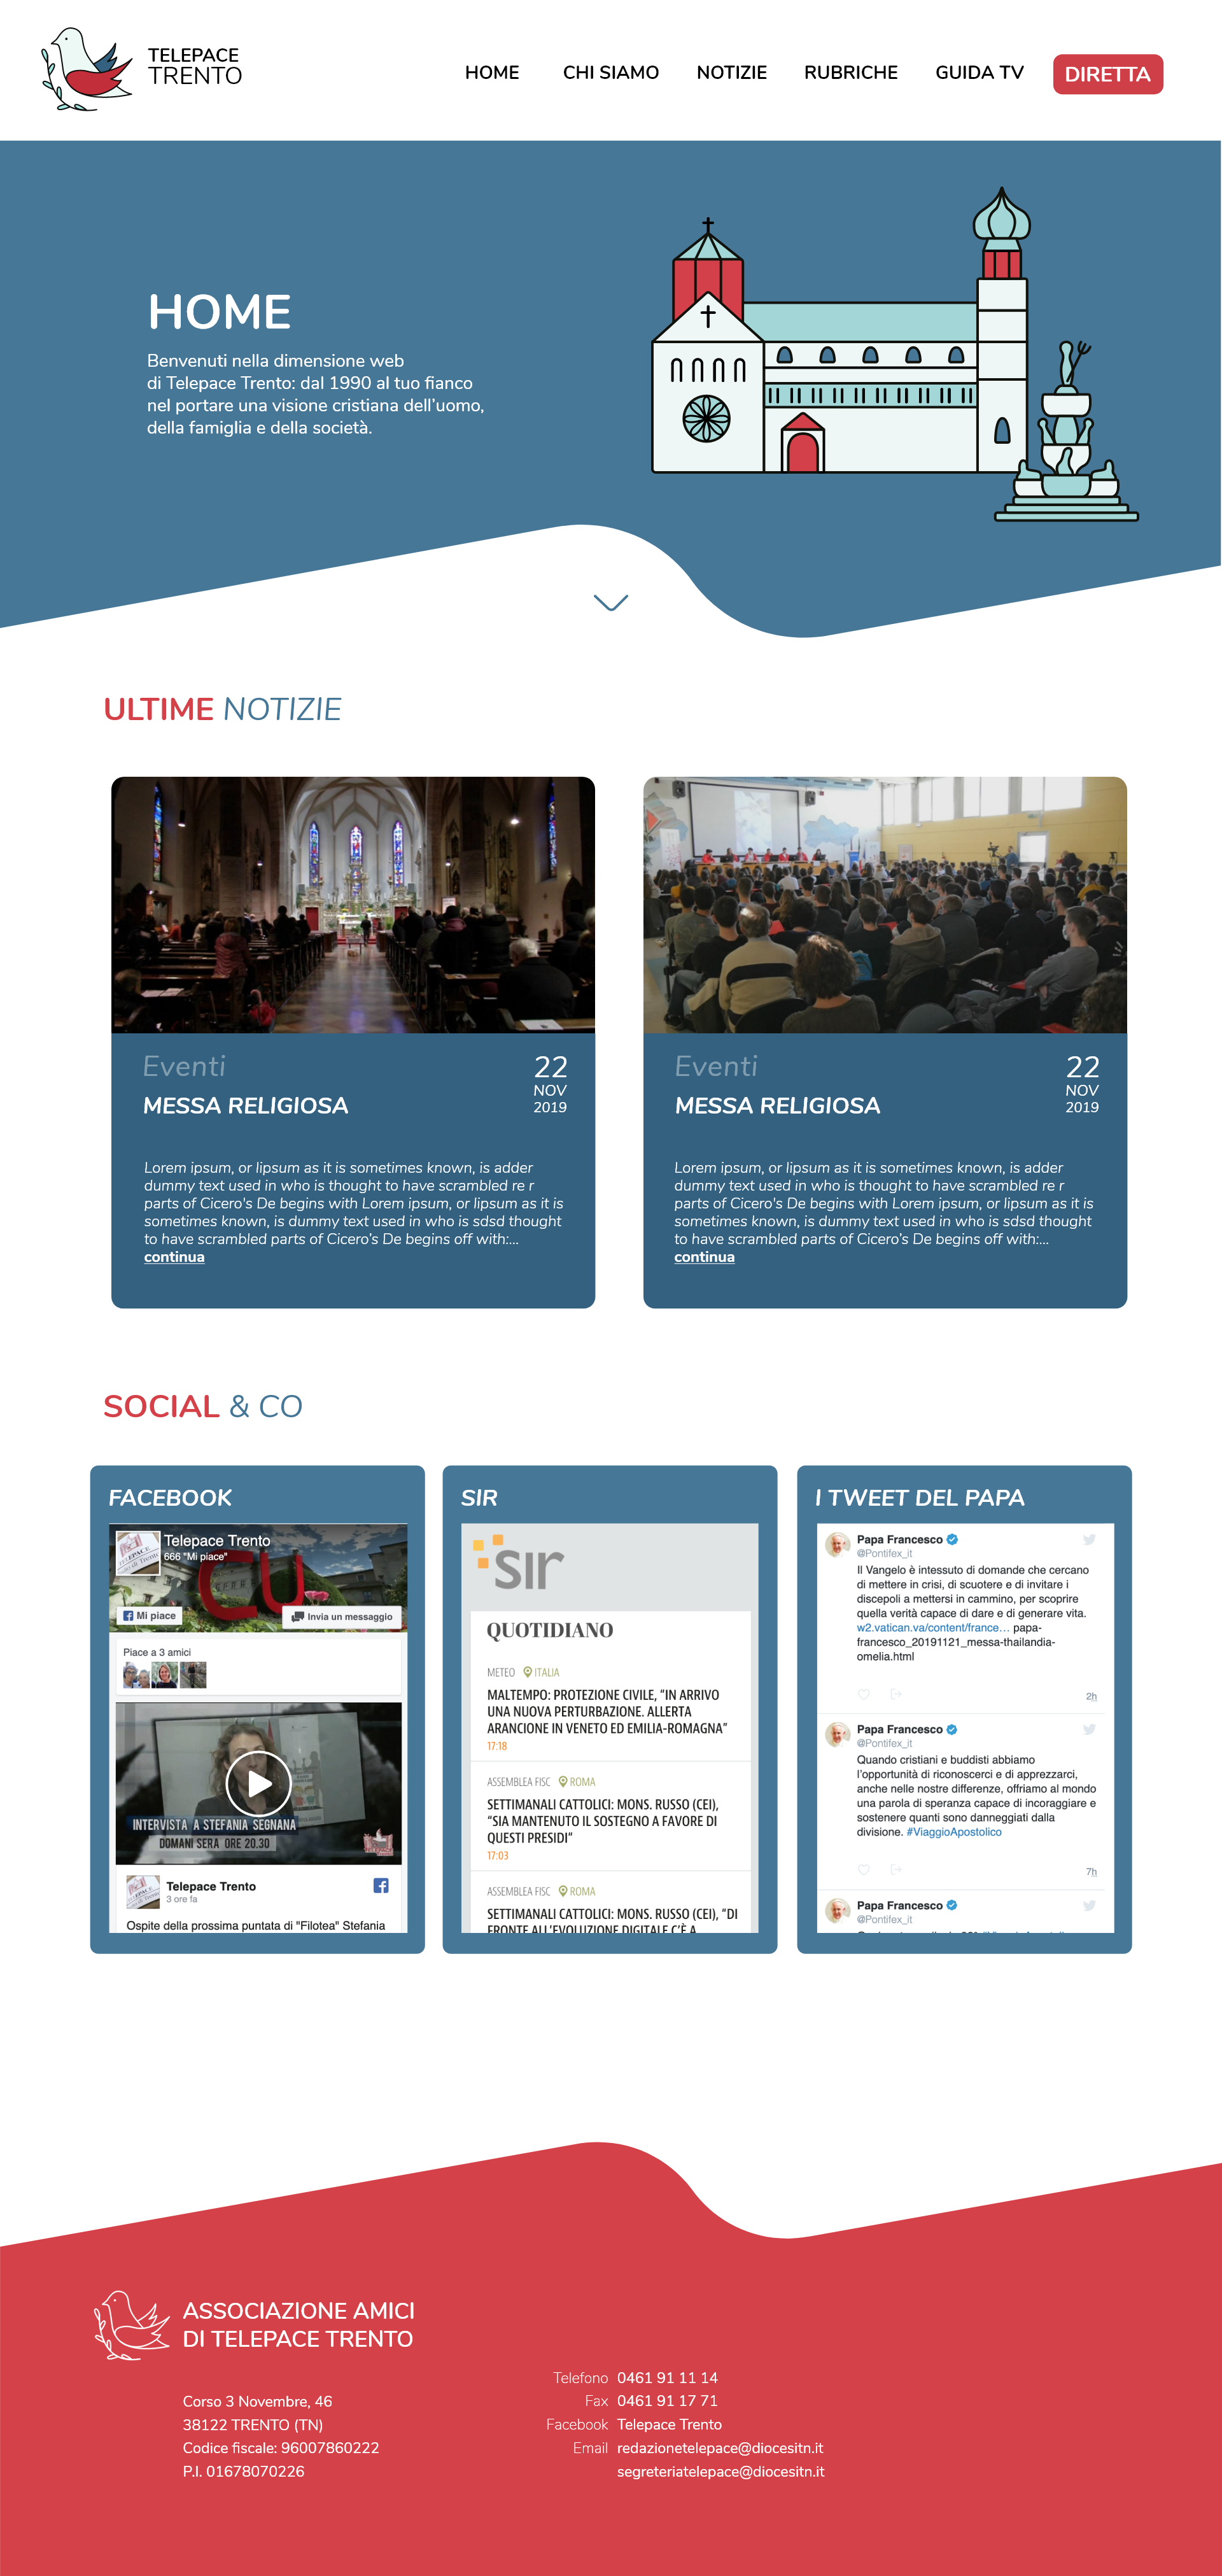 TELEPACE
TRENTO
HOME
CHI SIAMO
NOTIZIE
RUBRICHE
GUIDA TV
DIRETTA
HOME
Benvenuti nella dimensione web
di Telepace Trento: dal 1990 al tuo fianco
nel portare una visione cristiana dell'uomo,
della famiglia e della società.
ULTIME NOTIZIE
Eventi
22
NOV
2019
MESSA RELIGIOSA
Lorem ipsum, or lipsum as it is sometimes known, is adder
dummy text used in who is thought to have scrambled re r
parts of Cicero's De begins with Lorem ipsum, or lipsum as it is
sometimes known, is dummy text used in who is sdsd thought
to have scrambled parts of Cicero's De begins off with:...
continua
Eventi
22
NOV
2019
MESSA RELIGIOSA
Lorem ipsum, or lipsum as it is sometimes known, is adder
dummy text used in who is thought to have scrambled re r
parts of Cicero's De begins with Lorem ipsum, or lipsum as it is
sometimes known, is dummy text used in who is sdsd thought
to have scrambled parts of Cicero's De begins off with:...
continua
SOCIAL & CO
FACEBOOK
Telepace Trento
666 "Mi piace"
CU
Mi piace
Invia un messaggio
Piace a 3 amici
INTERVISTA A STEFANIA SEGNANA
DOMANI SERA ORE 20.30
Telepace Trento
3 ore fa
Ospite della prossima puntata di "Filotea" Stefania
SIR
sir
QUOTIDIANO
METEO ITALIA
MALTEMPO: PROTEZIONE CIVILE, “IN ARRIVO
UNA NUOVA PERTURBAZIONE. ALLERTA
ARANCIONE IN VENETO ED EMILIA-ROMAGNA”
17:18
ASSEMBLEA FISC ROMA
SETTIMANALI CATTOLICI: MONS. RUSSO (CEI),
“SIA MANTENUTO IL SOSTEGNO A FAVORE DI
QUESTI PRESIDI”
17:03
ASSEMBLEA FISC ROMA
SETTIMANALI CATTOLICI: MONS. RUSSO (CEI), “DI
FRONTE ALL’EVOLUZIONE DIGITALE C’È A
I TWEET DEL PAPA
Papa Francesco
@Pontifex_it
Il Vangelo è intessuto di domande che cercano
di mettere in crisi, di scuotere e di invitare i
discepoli a mettersi in cammino, per scoprire
quella verità capace di dare e di generare vita.
w2.vatican.va/content/france… papa-
francesco_20191121_messa-thailandia-
omelia.html
2h
Papa Francesco
@Pontifex_it
Quando cristiani e buddisti abbiamo
l’opportunità di riconoscerci e di apprezzarci,
anche nelle nostre differenze, offriamo al mondo
una parola di speranza capace di incoraggiare e
sostenere quanti sono danneggiati dalla
divisione. #ViaggioApostolico
7h
Papa Francesco
@Pontifex_it
ASSOCIAZIONE AMICI
DI TELEPACE TRENTO
Corso 3 Novembre, 46
38122 TRENTO (TN)
Codice fiscale: 96007860222
P.I. 01678070226
Telefono 0461 91 11 14
Fax 0461 91 17 71
Facebook Telepace Trento
Email redazionetelepace@diocesitn.it
segreteriatelepace@diocesitn.it